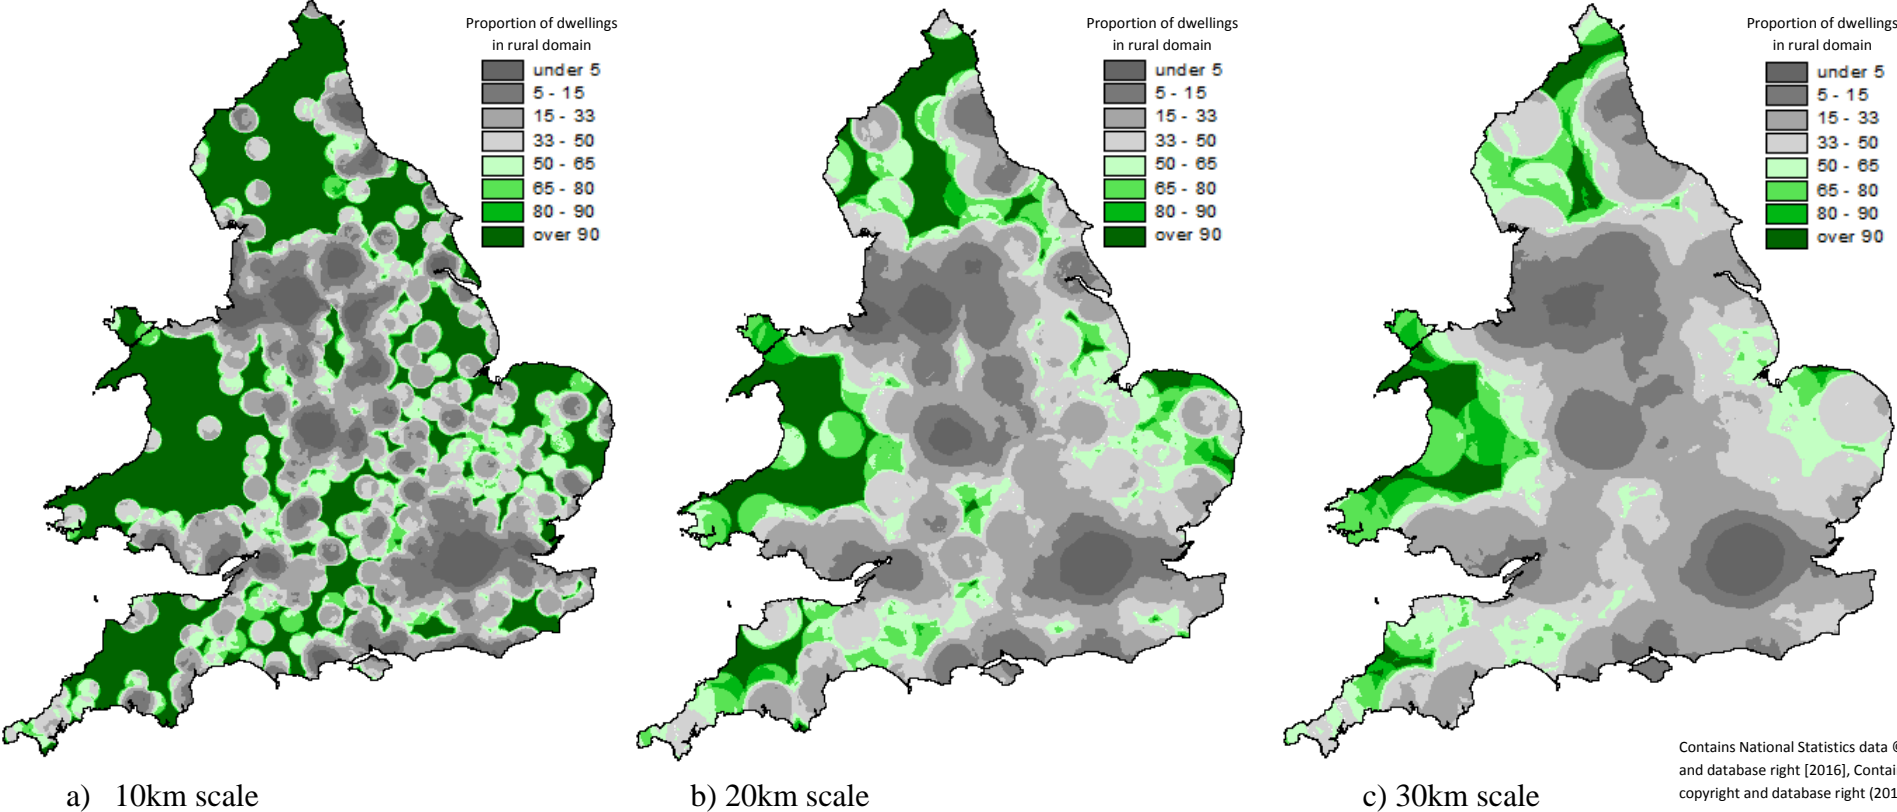 Proportion of dwellings
in rural domain
under 5
5 - 15
15 - 33
33 - 50
50 - 65
65 - 80
80 - 90
over 90
Proportion of dwellings
in rural domain
under 5
5 - 15
15 - 33
33 - 50
50 - 65
65 - 80
80 - 90
over 90
Proportion of dwellings
in rural domain
under 5
5 - 15
15 - 33
33 - 50
50 - 65
65 - 80
80 - 90
over 90
a) 10km scale
b) 20km scale
c) 30km scale
Contains National Statistics data ©
and database right [2016], Contai
copyright and database right (201